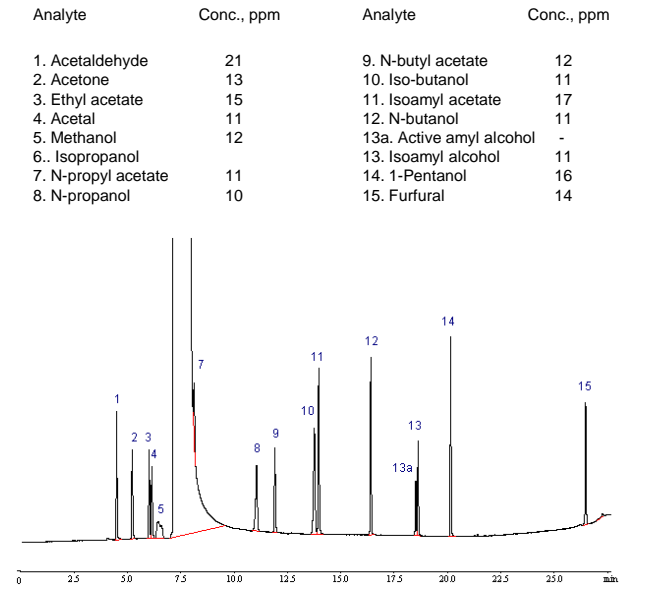 Analyte Conc., ppm Analyte Conc., ppm
1. Acetaldehyde 21 9. N-butyl acetate 12
2. Acetone 13 10. Iso-butanol 11
3. Ethyl acetate 15 11. Isoamyl acetate 17
4. Acetal 11 12. N-butanol 11
5. Methanol 12 13a. Active amyl alcohol -
6.. Isopropanol 13. Isoamyl alcohol 11
7. N-propyl acetate 11 14. 1-Pentanol 16
8. N-propanol 10 15. Furfural 14
14
12
11
7
15
1
10
13
2 3
9
4
8
13a
5
0 2.5 5.0 7.5 10.0 12.5 15.0 17.5 20.0 25.0 min